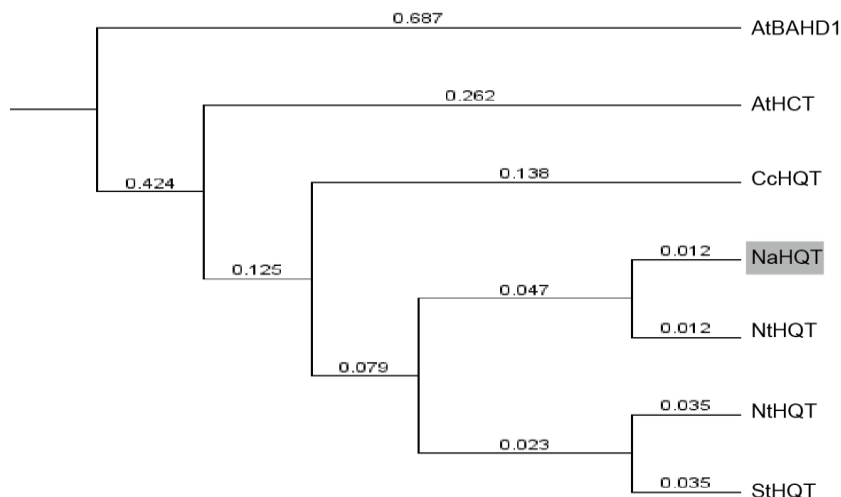 0.687
AtBAHD1
0.262
AtHCT
0.424
0.138
CcHQT
0.125
0.012
NaHQT
0.047
0.012
NtHQT
0.079
0.035
NtHQT
0.023
0.035
StHQT